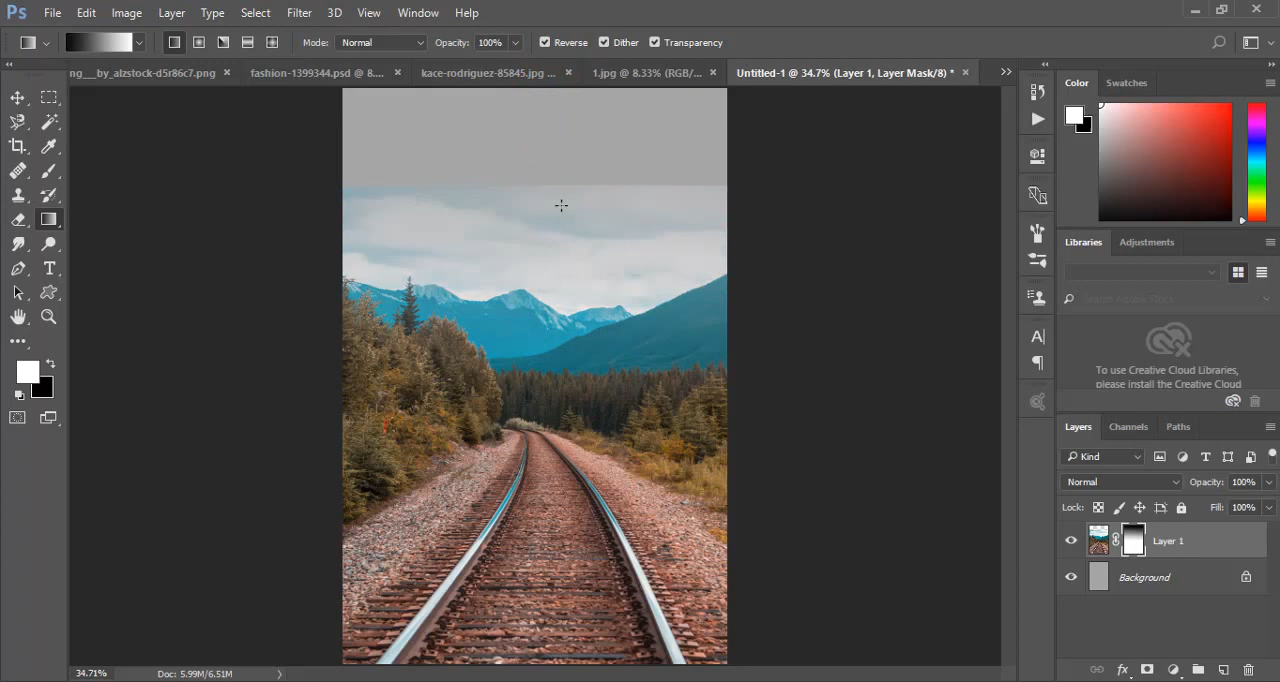 Ps File Edit Image Layer Type Select Filter 3D View Window Help
Mode: Normal Opacity: 100% Reverse Dither Transparency
ng___by_alzstock-d5r86c7.png × fashion-1399344.psd @ 8.... × kace-rodriguez-85845.jpg ... × 1.jpg @ 8.33% (RGB/... × Untitled-1 @ 34.7% (Layer 1, Layer Mask/8) * ×
Color Swatches
Libraries Adjustments
Search Adobe Stock
To use Creative Cloud Libraries,
please install the Creative Cloud
Layers Channels Paths
Kind
Normal Opacity: 100%
Lock: Fill: 100%
Layer 1
Background
34.71% Doc: 5.99M/6.51M